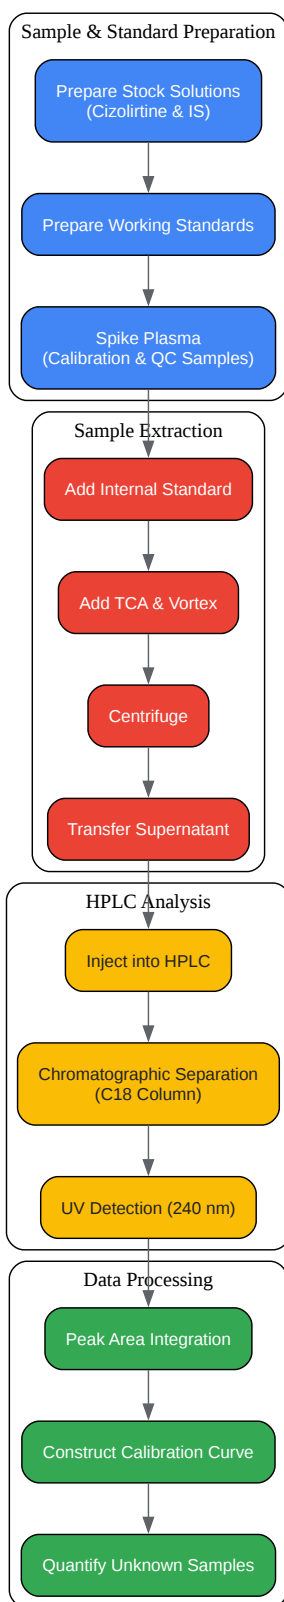 Sample & Standard Preparation
Prepare Stock Solutions
(Cizolirtine & IS)
Prepare Working Standards
Spike Plasma
(Calibration & QC Samples)
Sample Extraction
Add Internal Standard
Add TCA & Vortex
Centrifuge
Transfer Supernatant
HPLC Analysis
Inject into HPLC
Chromatographic Separation
(C18 Column)
UV Detection (240 nm)
Data Processing
Peak Area Integration
Construct Calibration Curve
Quantify Unknown Samples